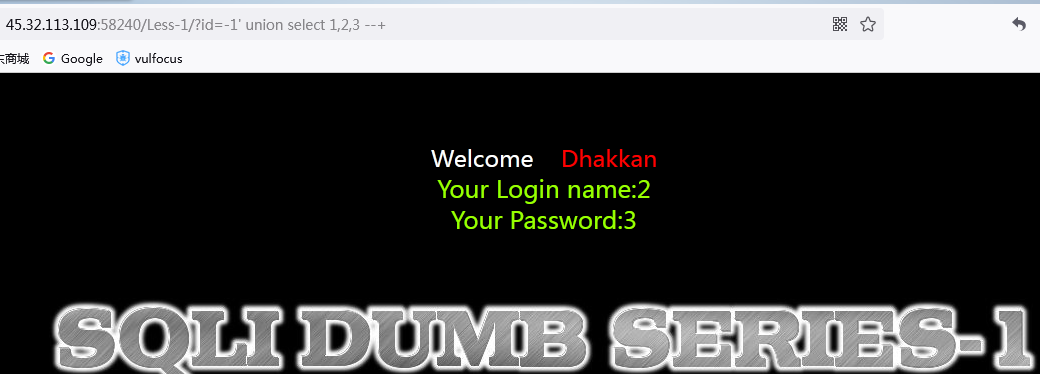 45.32.113.109:58240/Less-1/?id=-1' union select 1,2,3 --+
商城 Google vulfocus
Welcome Dhakkan
Your Login name:2
Your Password:3
SQLI DUMB SERIES-1